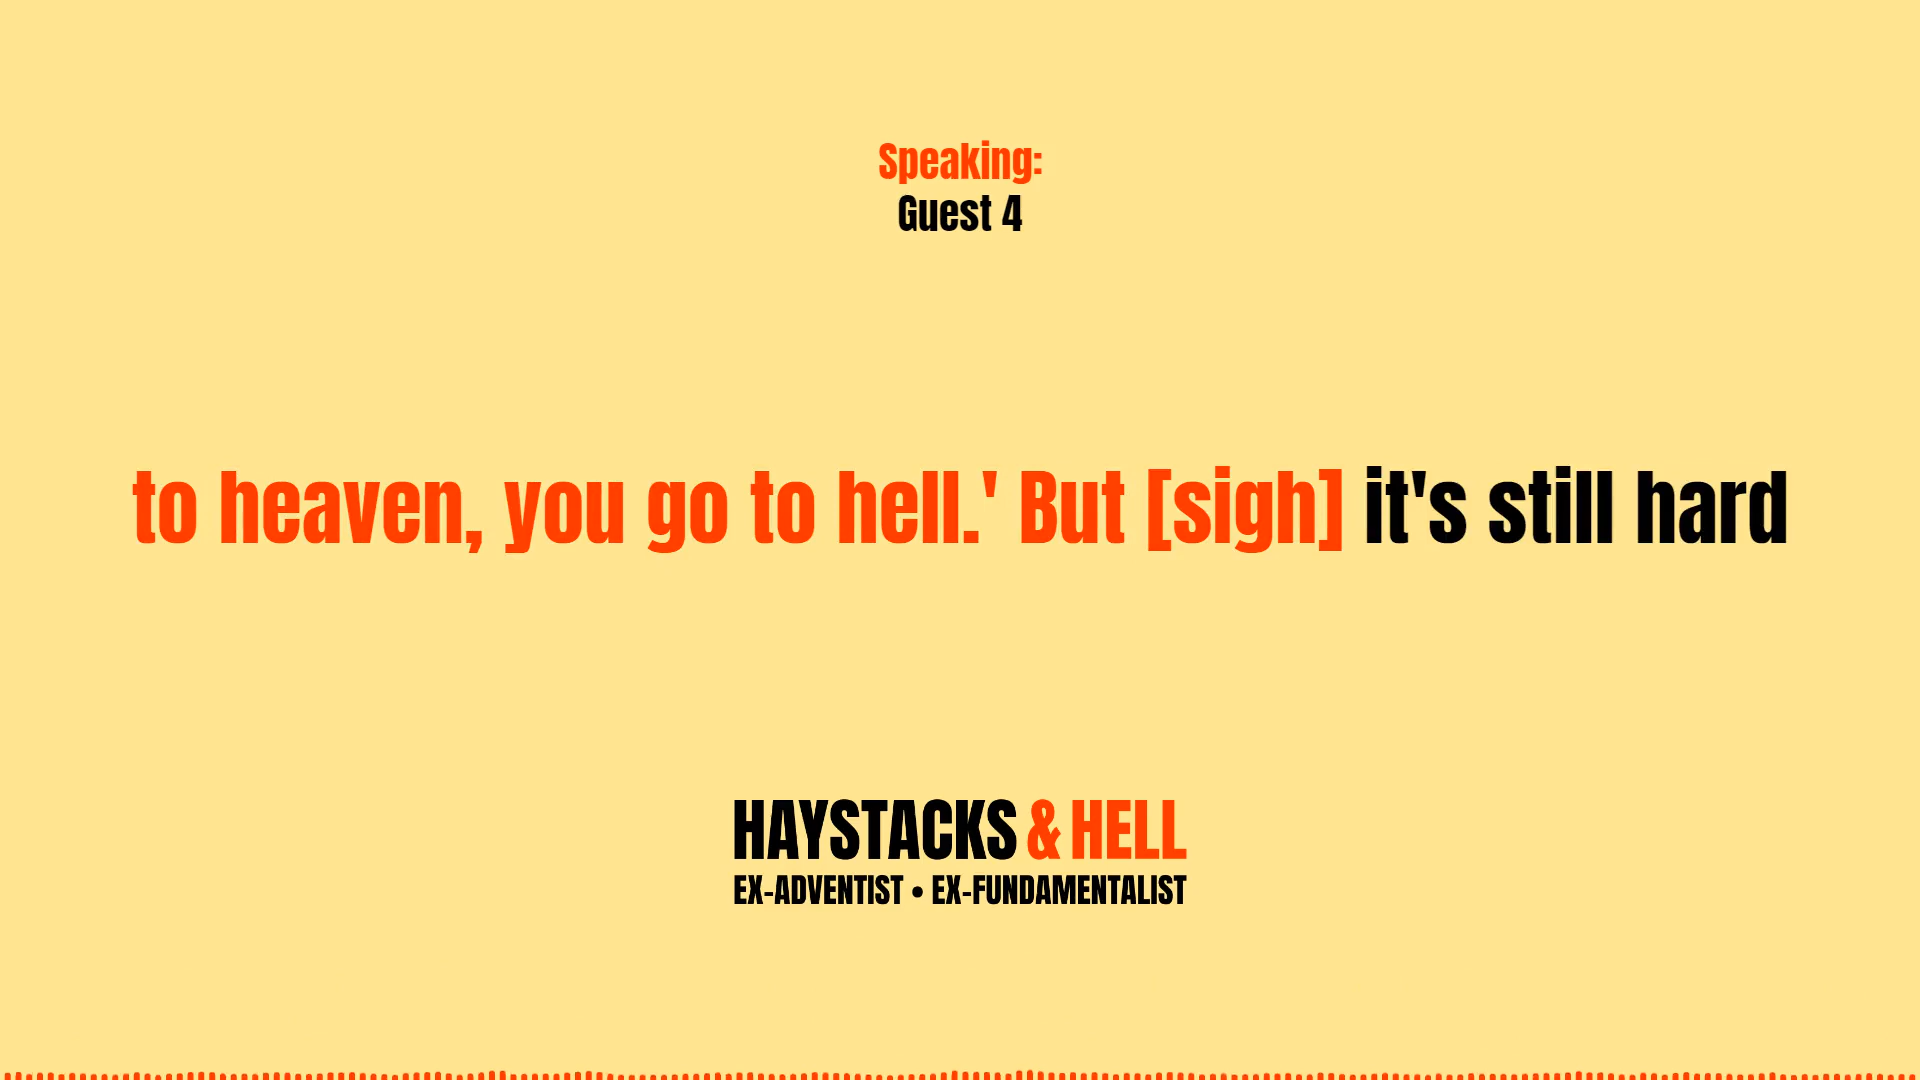 Speaking:
Guest 4
to heaven, you go to hell.' But [sigh] it's still hard
HAYSTACKS & HELL
EX-ADVENTIST • EX-FUNDAMENTALIST